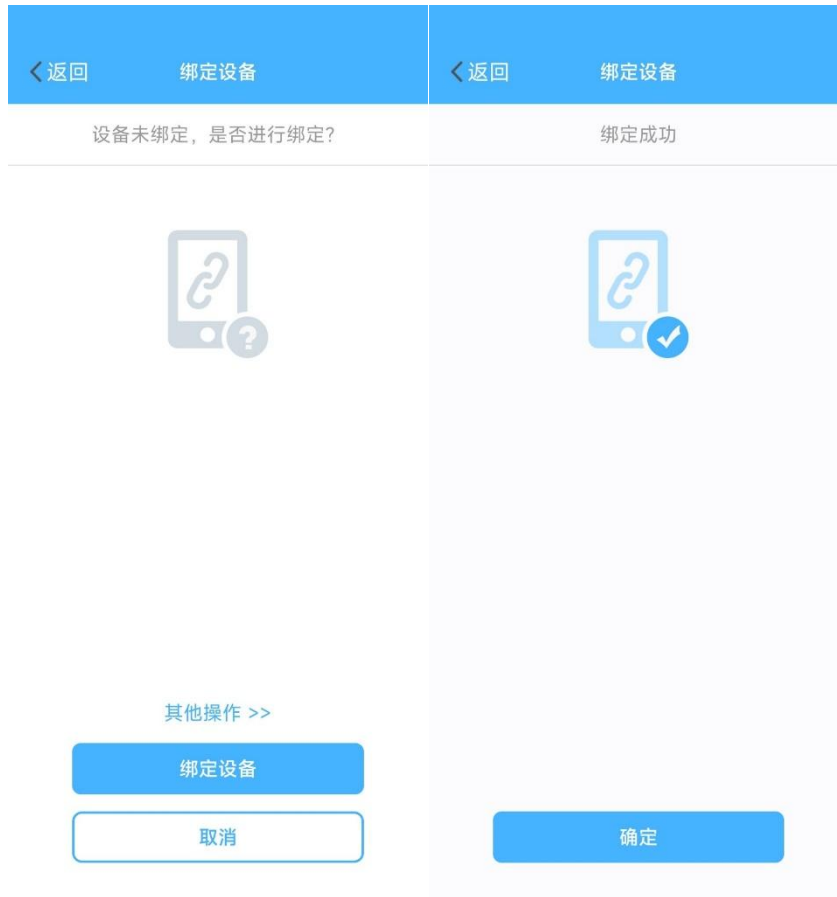 返回
绑定设备
设备未绑定，是否进行绑定？
?
其他操作 >>
绑定设备
取消
返回
绑定设备
绑定成功
确定